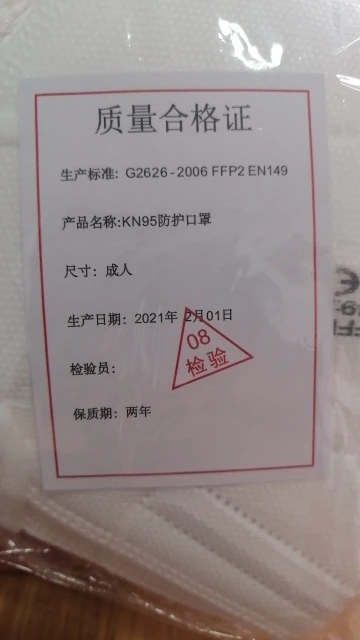 质量合格证
生产标准: G2626-2006 FFP2 EN149
产品名称:KN95防护口罩
尺寸: 成人
生产日期: 2021年 2月01日
08
检验
检验员:
保质期: 两年